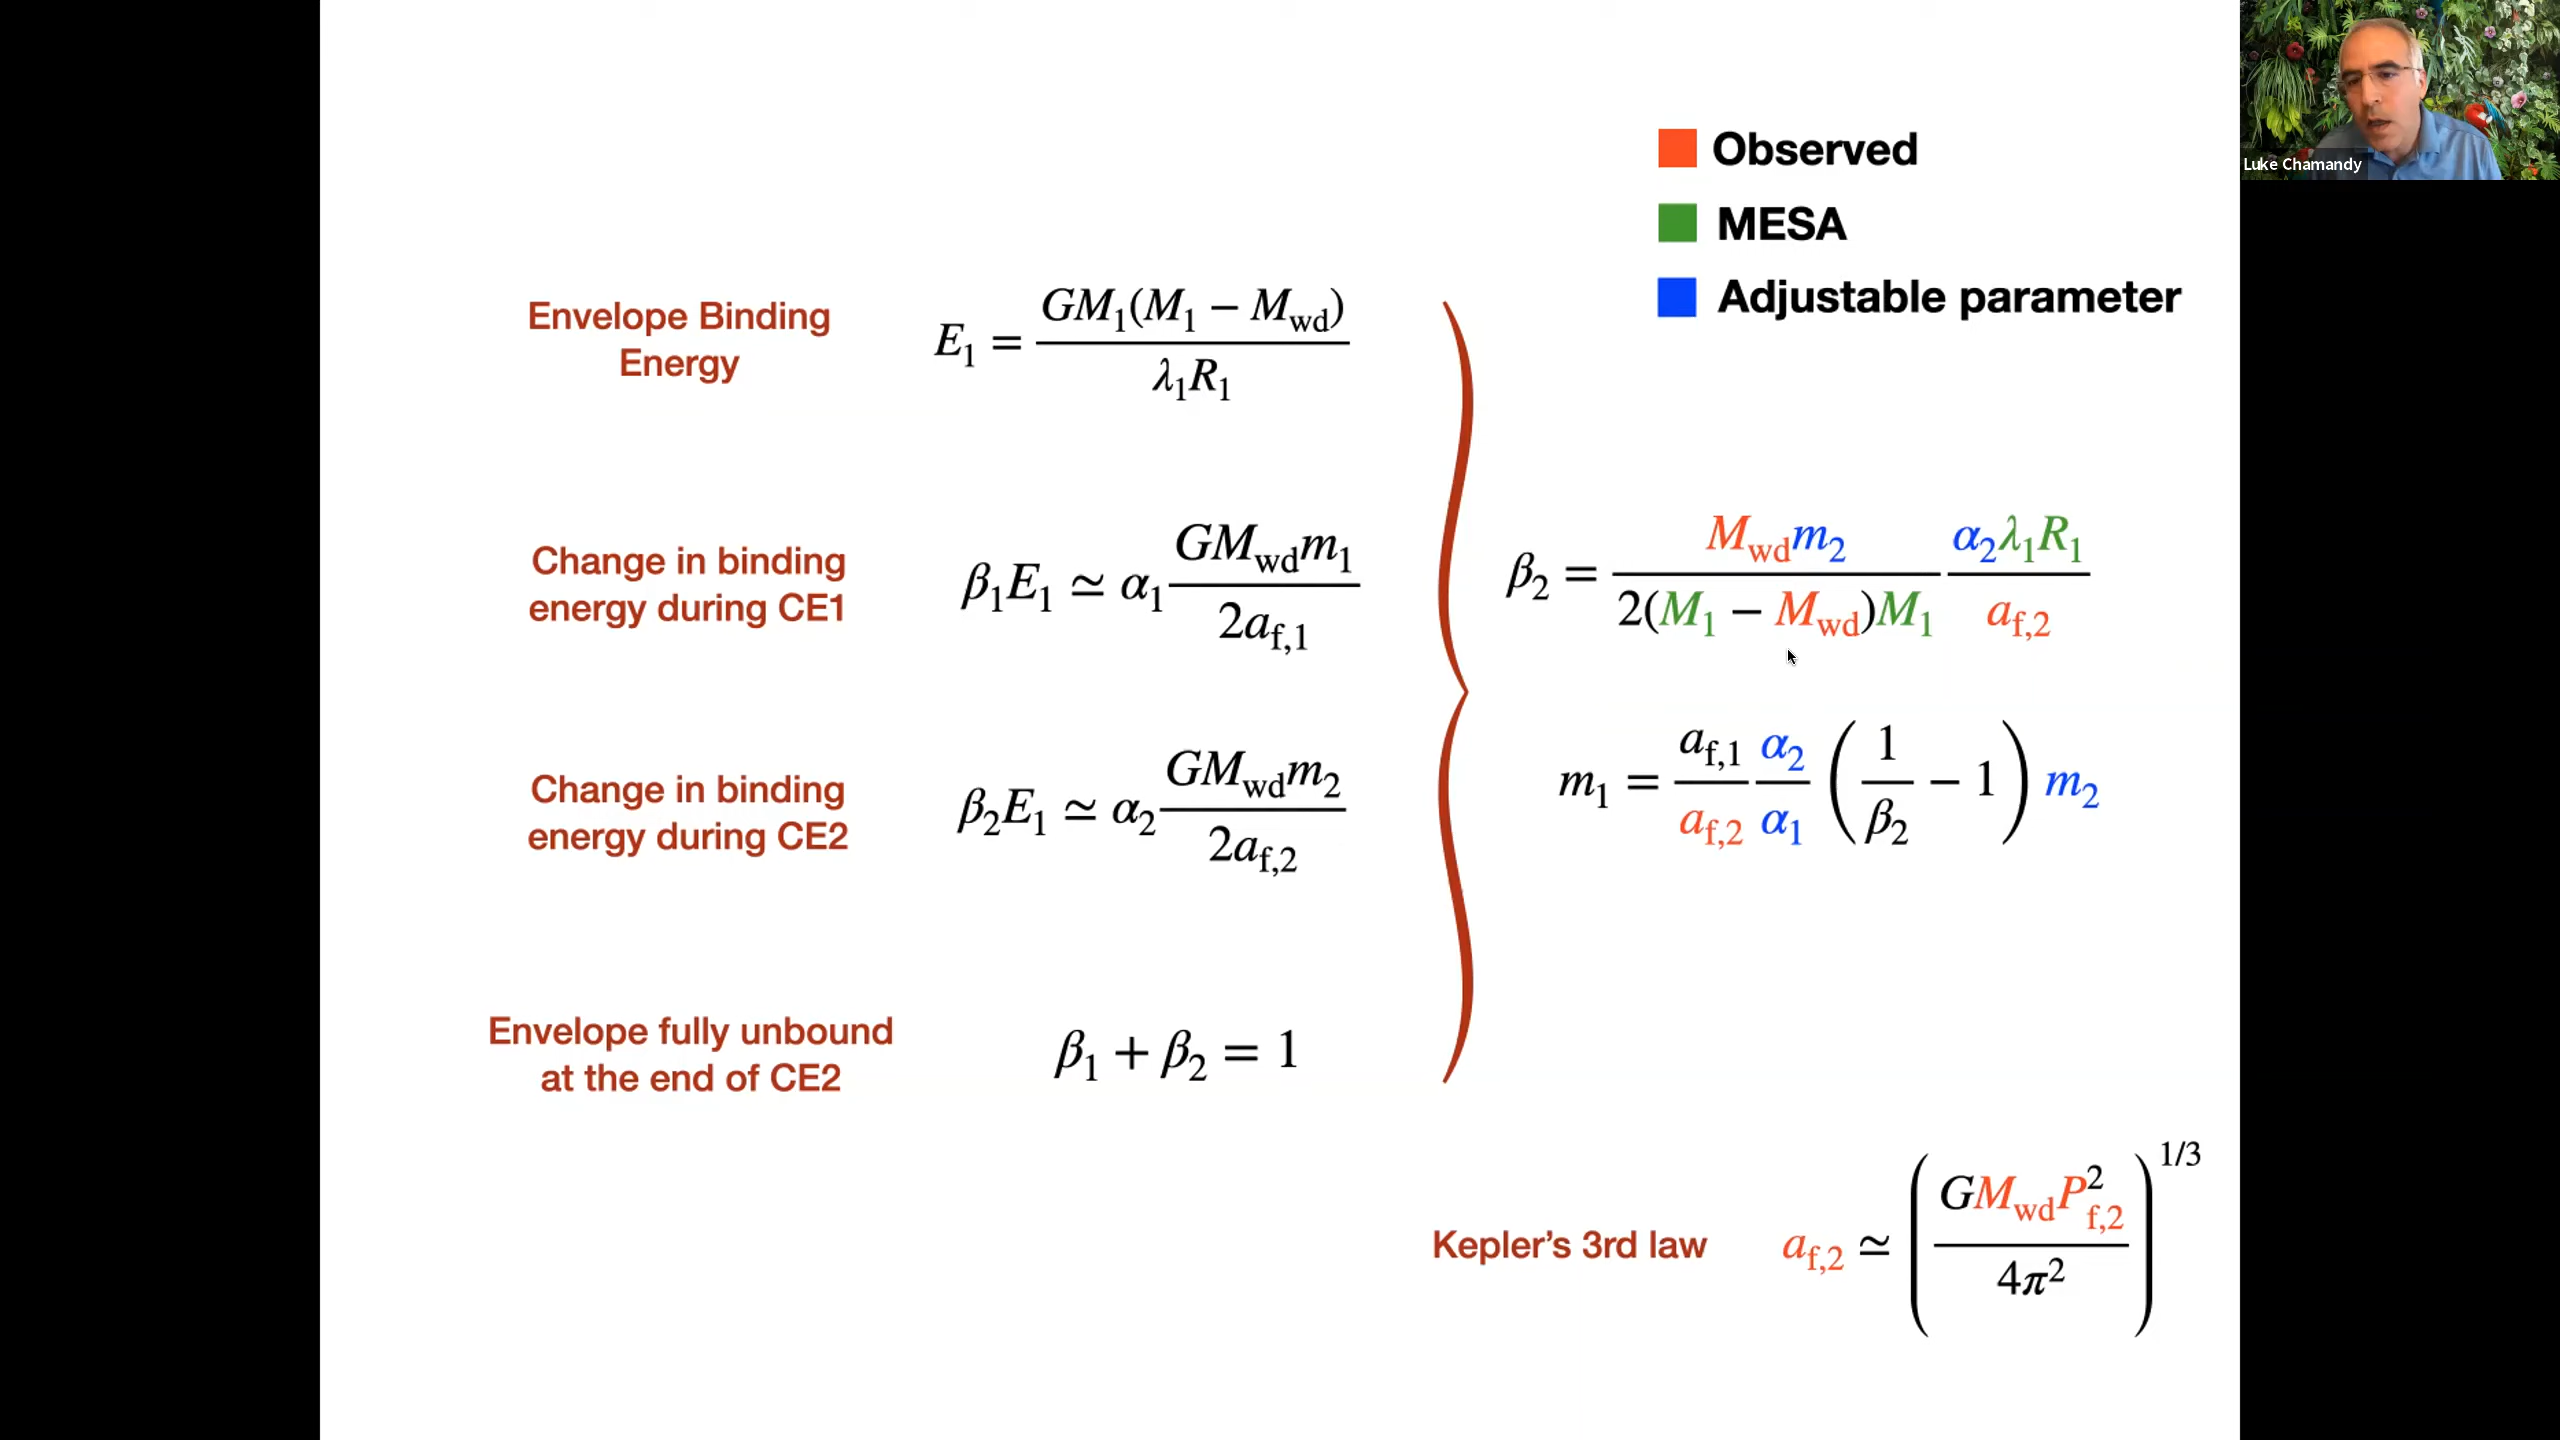 Luke Chamandy
Observed
MESA
Adjustable parameter
Envelope Binding
Energy
E₁ = GM₁(M₁ − M_wd) / λ₁R₁
Change in binding
energy during CE1
β₁E₁ ≃ α₁ GM_wd m₁ / 2a_f,1
Change in binding
energy during CE2
β₂E₁ ≃ α₂ GM_wd m₂ / 2a_f,2
Envelope fully unbound
at the end of CE2
β₁ + β₂ = 1
β₂ = M_wd m₂ / 2(M₁ − M_wd)M₁ α₂λ₁R₁ / a_f,2
m₁ = a_f,1 / a_f,2 α₂ / α₁ (1 / β₂ − 1) m₂
Kepler’s 3rd law
a_f,2 ≃ (GM_wd P²_f,2 / 4π²)^1/3